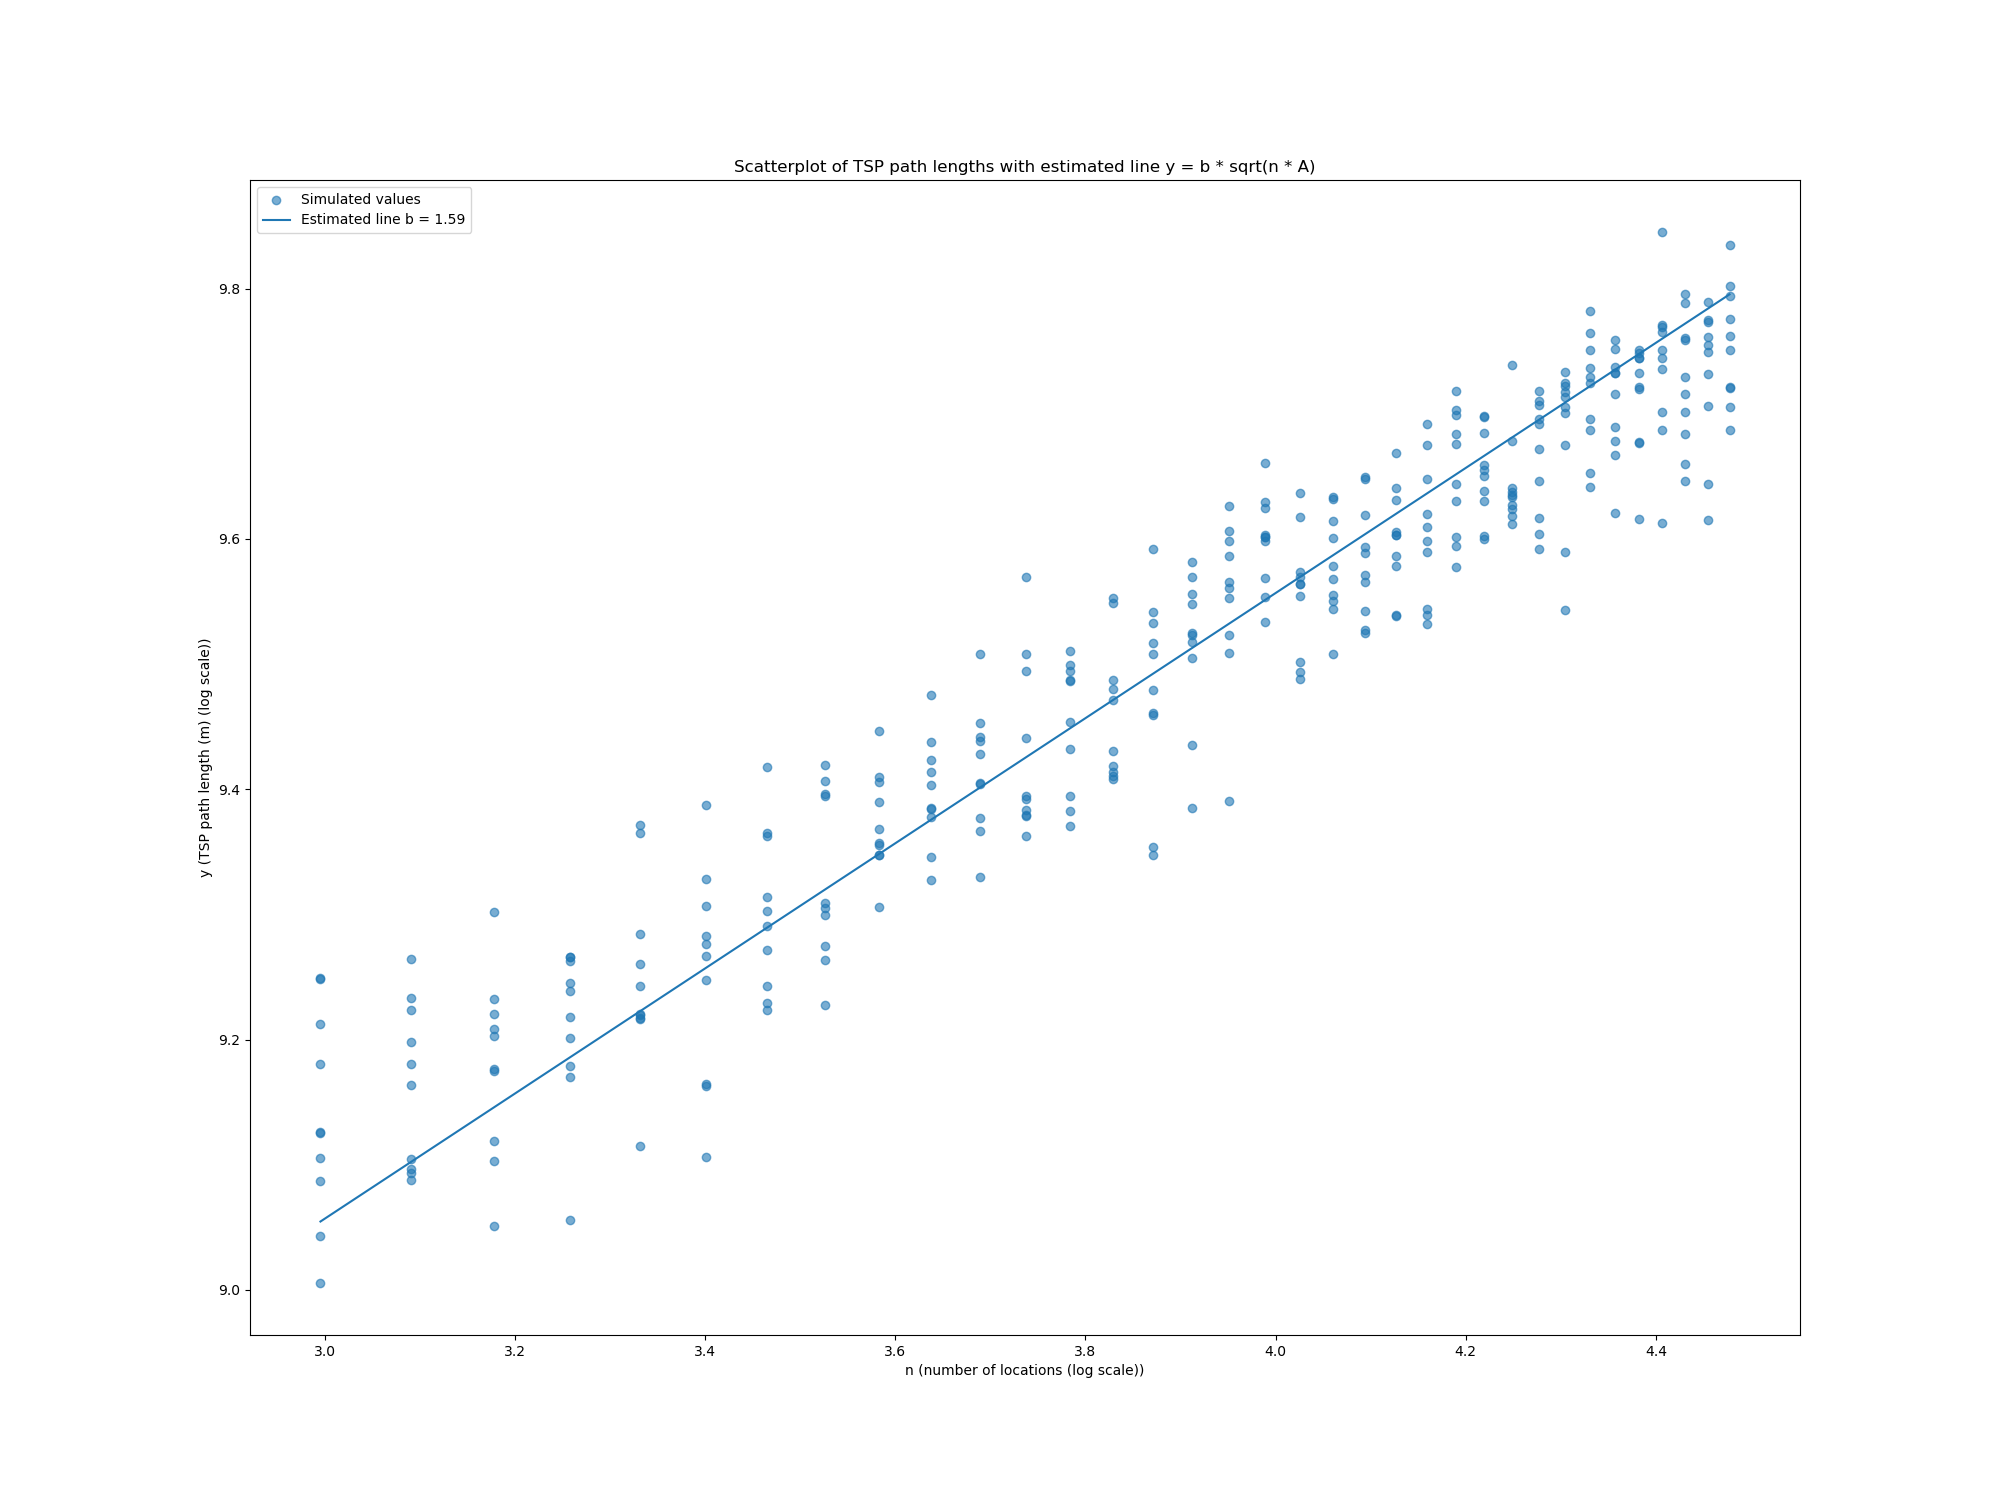 Scatterplot of TSP path lengths with estimated line y = b * sqrt(n * A)
Simulated values
Estimated line b = 1.59
y (TSP path length (m) (log scale))
9.8
9.6
9.4
9.2
9.0
3.0 3.2 3.4 3.6 3.8 4.0 4.2 4.4
n (number of locations (log scale))